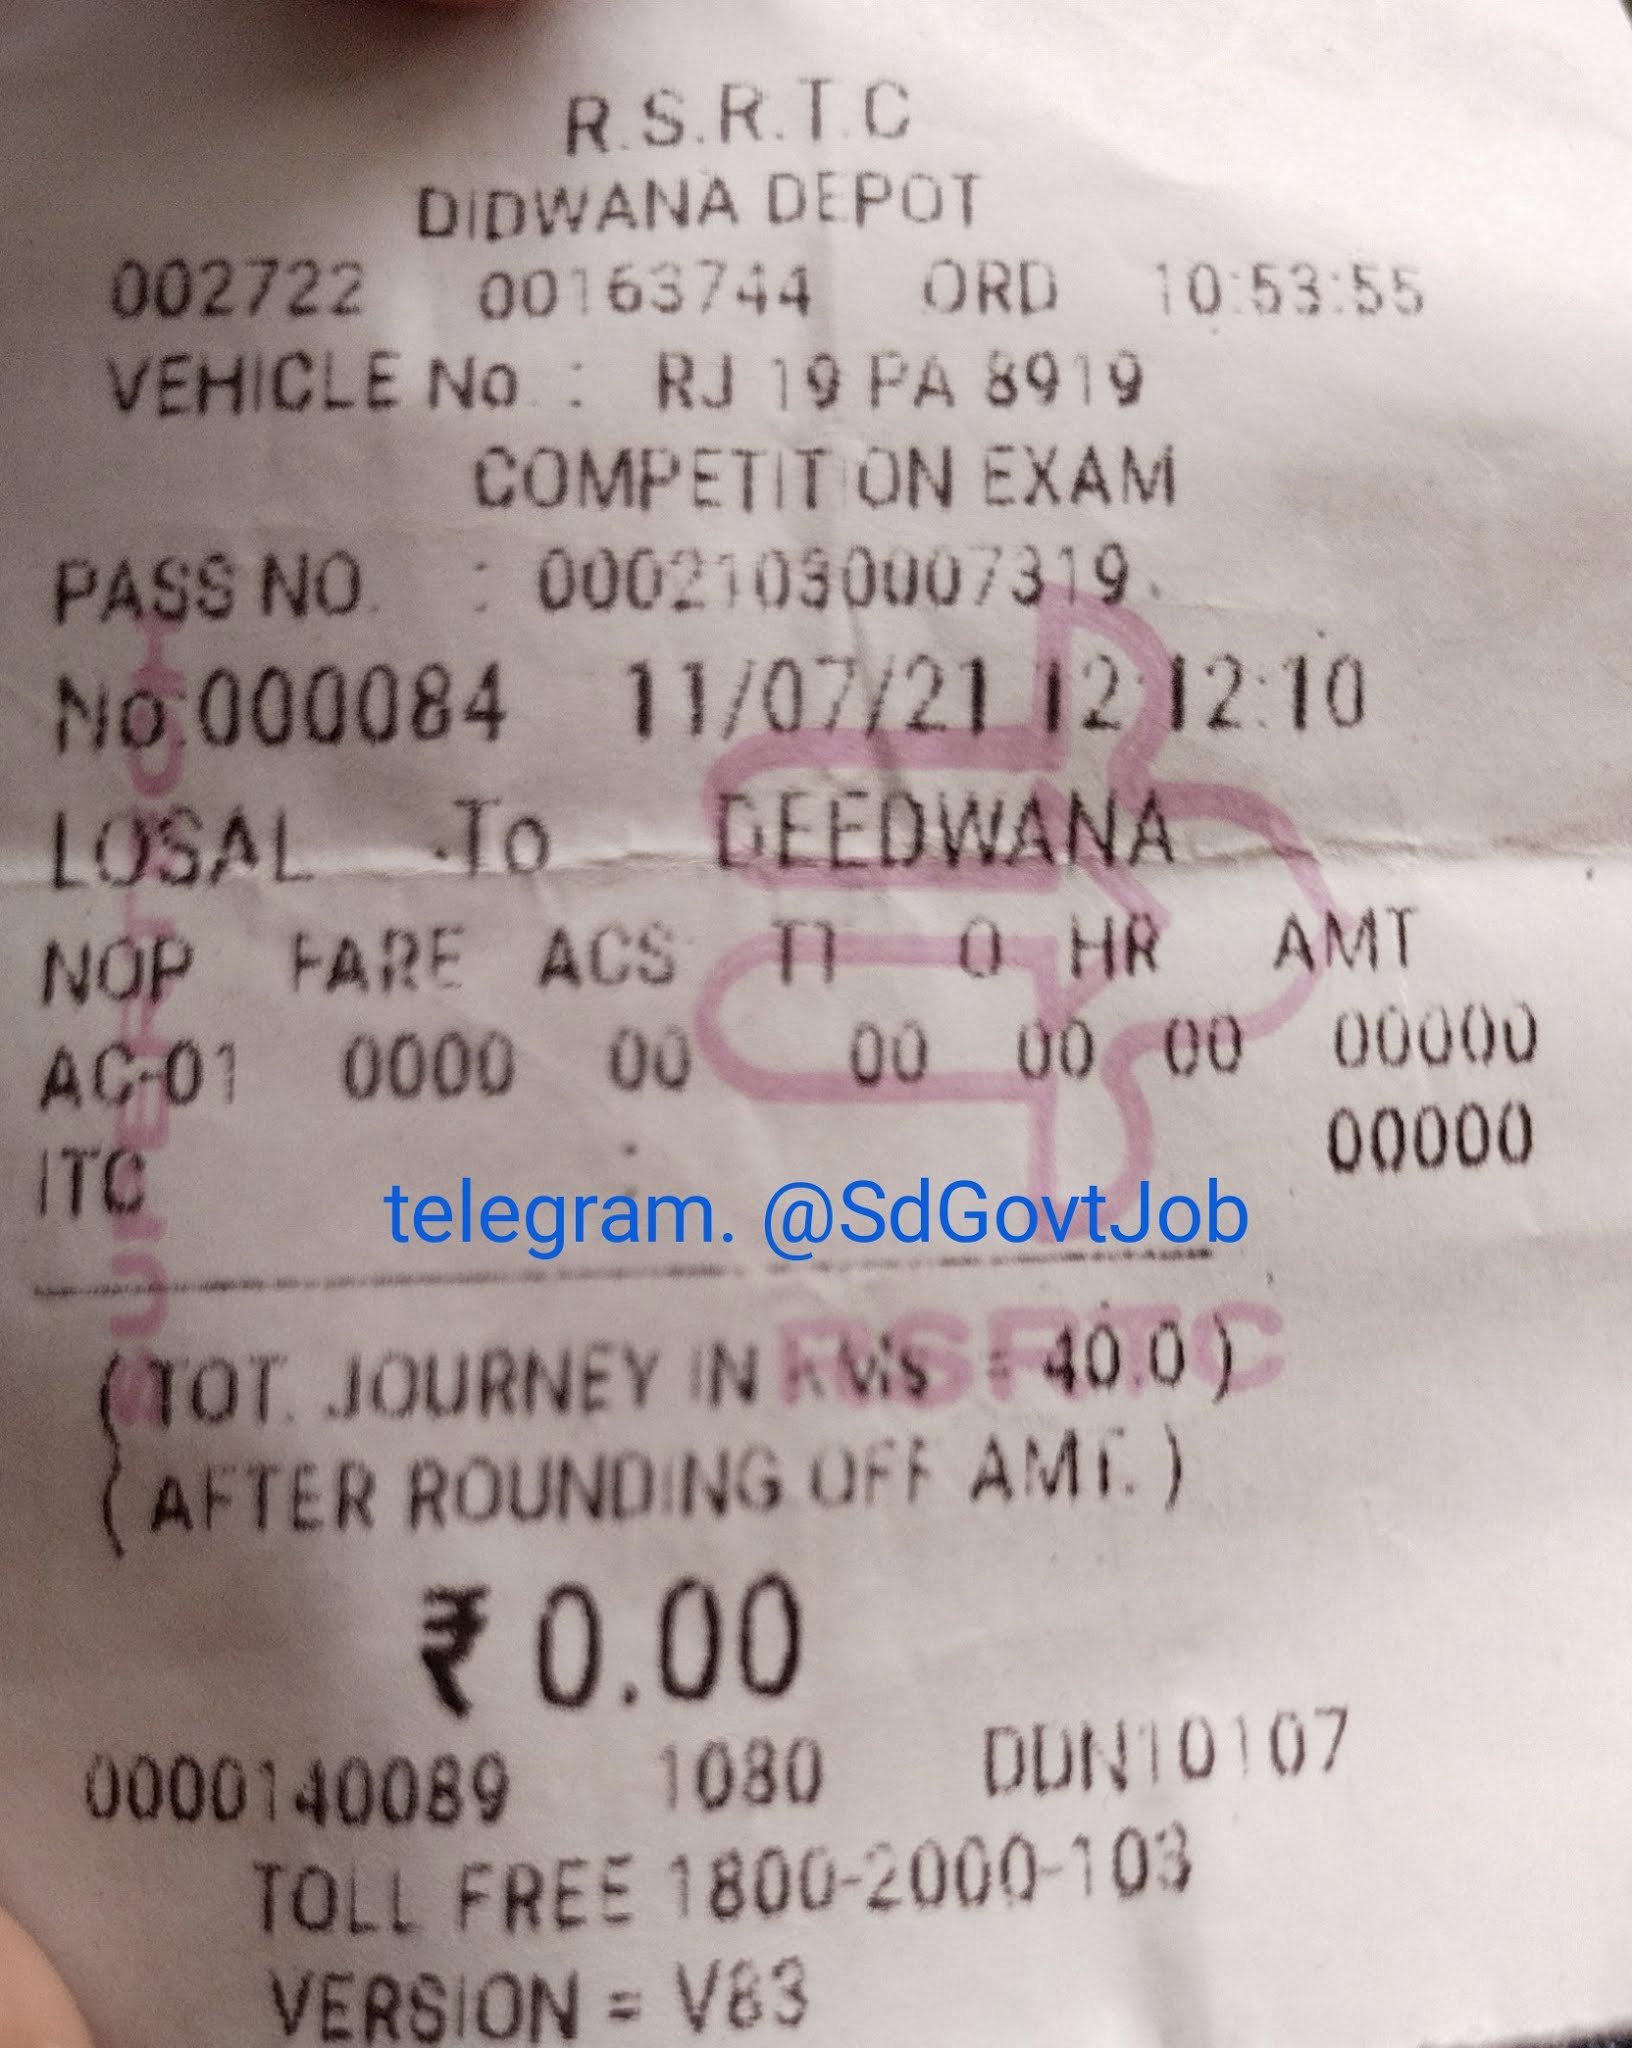 R.S.R.T.C
DIDWANA DEPOT
002722 00163744 ORD 10:53:55
VEHICLE No : RJ 19 PA 8919
COMPETITION EXAM
PASS NO. : 00021030007319
No:000084 11/07/21 12:12:10
LOSAL To DEEDWANA
NOP FARE ACS TT O HR AMT
AC-01 0000 00 00 00 00 00000
ITC : 00000
telegram. @SdGovtJob
(TOT. JOURNEY IN KMS = 40.0)
(AFTER ROUNDING OFF AMT.)
₹ 0.00
0000140089 1080 DDN10107
TOLL FREE 1800-2000-103
VERSION = V83
RSRTC